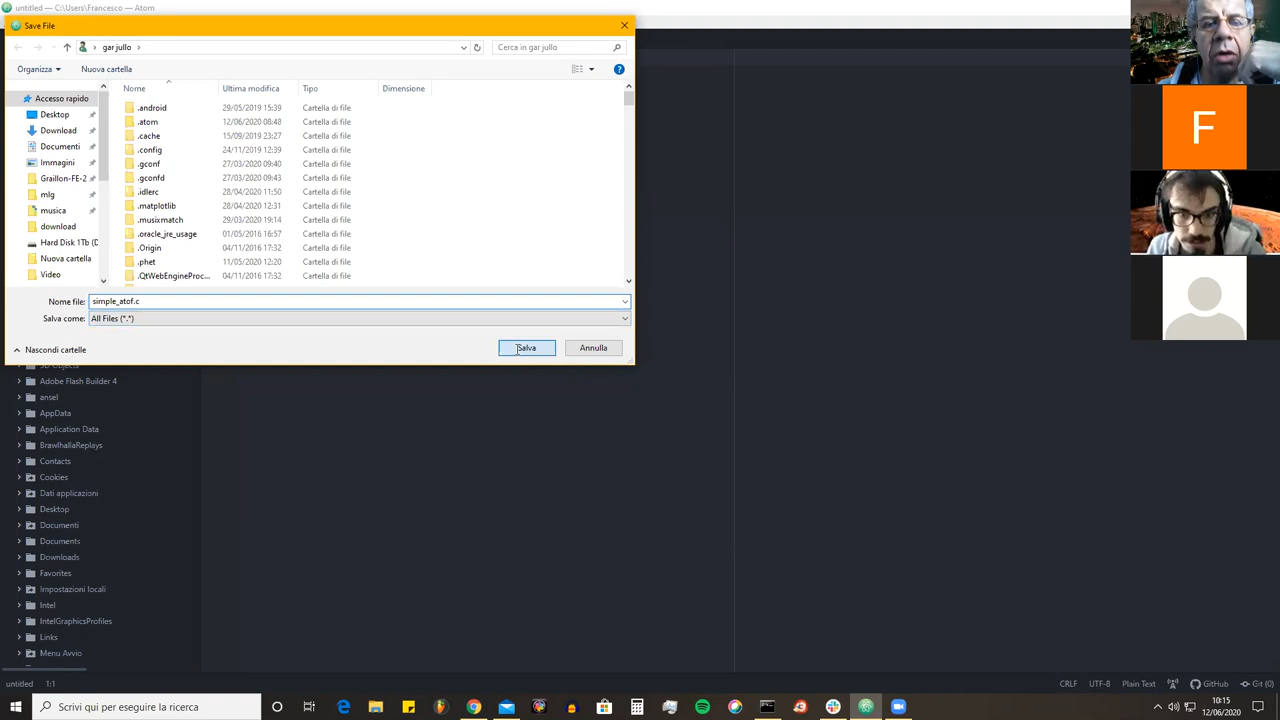 untitled — C:\Users\Francesco — Atom
Save File
gar jullo
Cerca in gar jullo
Organizza
Nuova cartella
Nome
Ultima modifica
Tipo
Dimensione
Accesso rapido
Desktop
Download
Documenti
Immagini
Graillon-FE-2
mlg
musica
download
Hard Disk 1Tb (D
Nuova cartella
Video
.android 29/05/2019 15:39 Cartella di file
.atom 12/06/2020 08:48 Cartella di file
.cache 15/09/2019 23:27 Cartella di file
.config 24/11/2019 12:39 Cartella di file
.gconf 27/03/2020 09:40 Cartella di file
.gconfd 27/03/2020 09:43 Cartella di file
.idlerc 28/04/2020 11:50 Cartella di file
.matplotlib 28/04/2020 12:31 Cartella di file
.musixmatch 29/03/2020 19:14 Cartella di file
.oracle_jre_usage 01/05/2016 16:57 Cartella di file
.Origin 04/11/2016 17:32 Cartella di file
.phet 11/05/2020 12:20 Cartella di file
.QtWebEngineProc... 04/11/2016 17:32 Cartella di file
Nome file: simple_atof.c
Salva come: All Files (*.*)
Nascondi cartelle
Salva
Annulla
3D Objects
Adobe Flash Builder 4
ansel
AppData
Application Data
BrawlhallaReplays
Contacts
Cookies
Dati applicazioni
Desktop
Documenti
Documents
Downloads
Favorites
Impostazioni locali
Intel
IntelGraphicsProfiles
Links
Menu Avvio
F
untitled 1:1
CRLF UTF-8 Plain Text GitHub Git (0)
Scrivi qui per eseguire la ricerca
10:15
12/06/2020